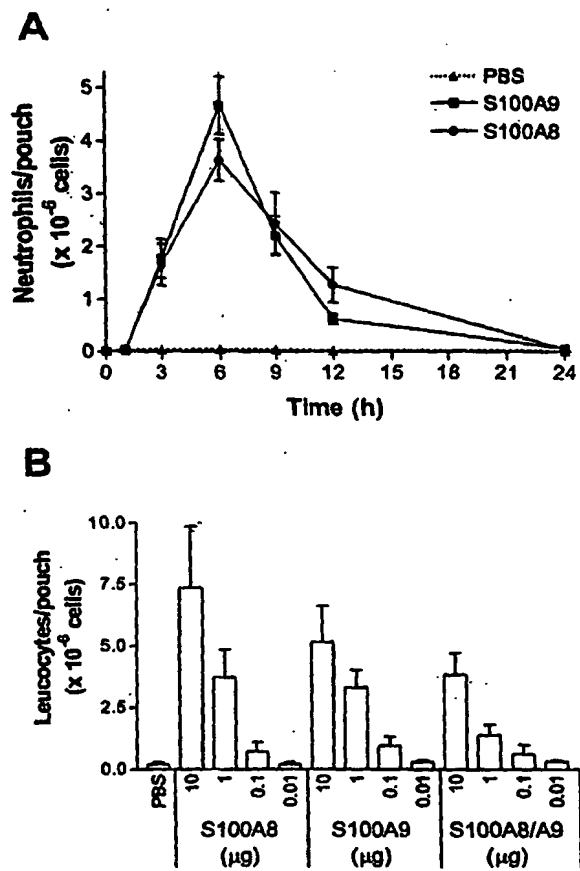 A
PBS
S100A9
S100A8
Neutrophils/pouch
(x 10⁻⁶ cells)
5
4
3
2
1
0
0 3 6 9 12 15 18 21 24
Time (h)
B
Leucocytes/pouch
(x 10⁻⁶ cells)
10.0
7.5
5.0
2.5
0.0
PBS 10 1 0.1 0.01 10 1 0.1 0.01 10 1 0.1 0.01
S100A8 S100A9 S100A8/A9
(µg) (µg) (µg)